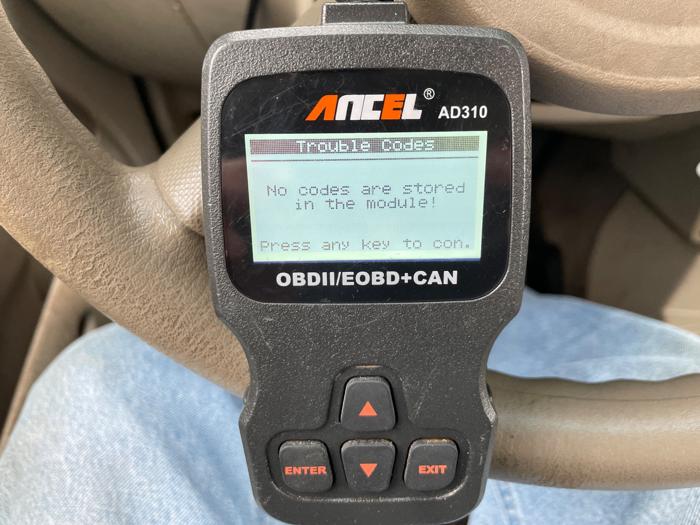 ANCEL® AD310
Trouble Codes
No codes are stored
in the module!
Press any key to con.
OBDII/EOBD+CAN
ENTER
EXIT